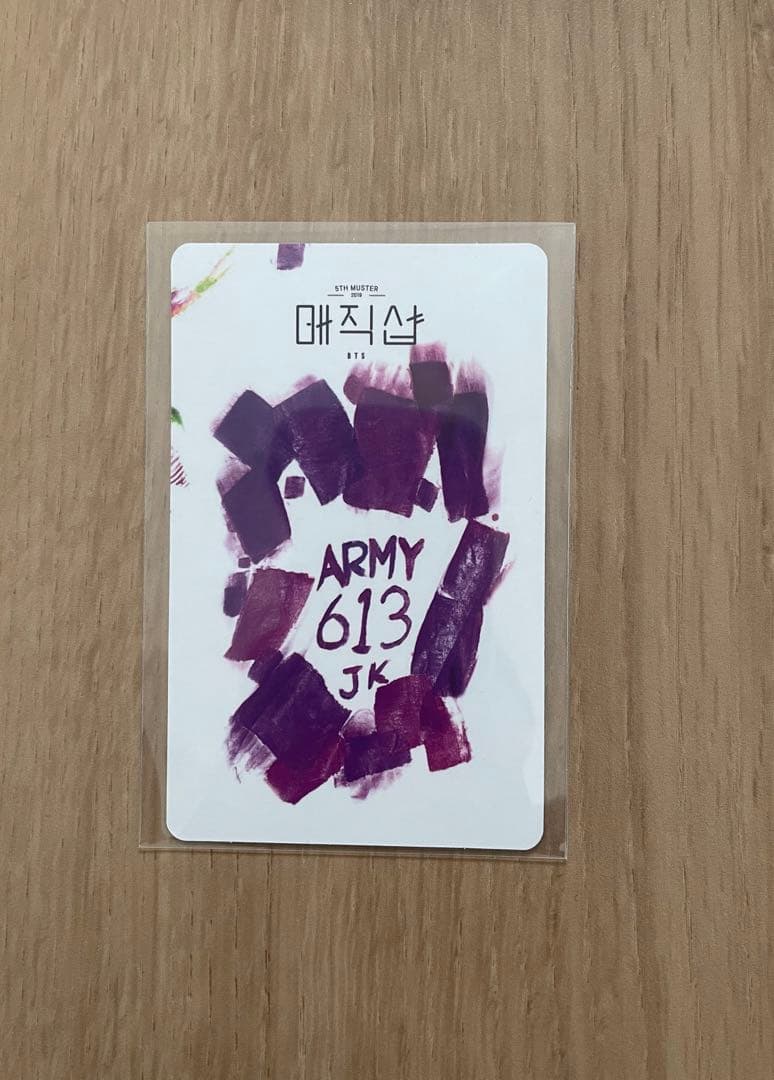 5TH MUSTER
2019
매직샵
BTS
ARMY
613
JK